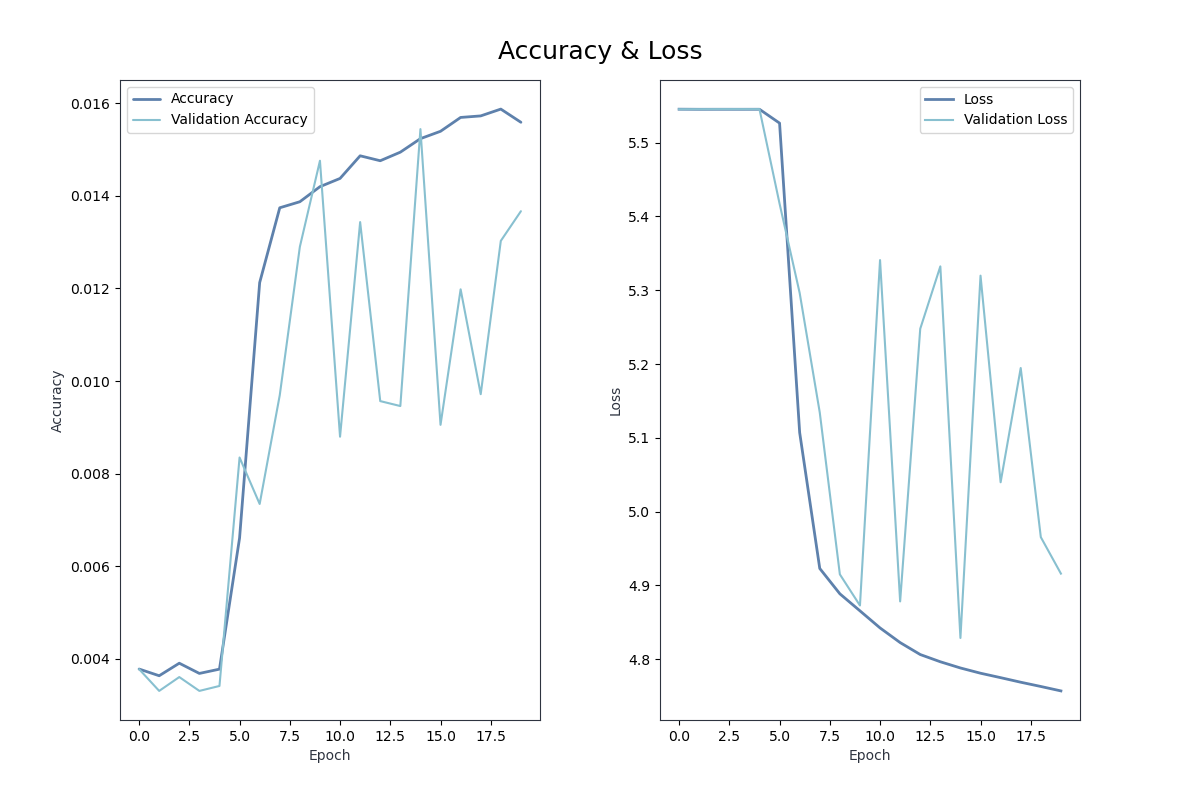 Accuracy & Loss
Accuracy
Validation Accuracy
0.016
0.014
0.012
0.010
0.008
0.006
0.004
Accuracy
0.0 2.5 5.0 7.5 10.0 12.5 15.0 17.5
Epoch
Loss
Validation Loss
5.5
5.4
5.3
5.2
5.1
5.0
4.9
4.8
Loss
0.0 2.5 5.0 7.5 10.0 12.5 15.0 17.5
Epoch